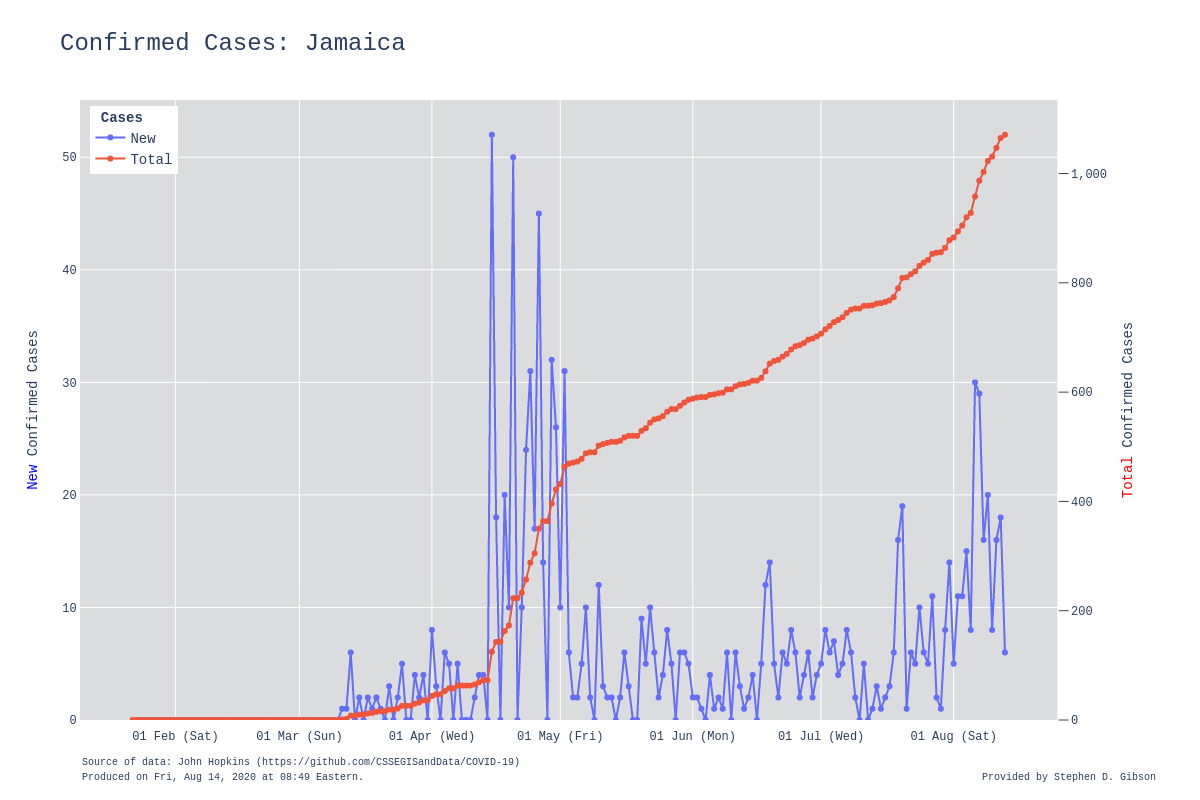 Confirmed Cases: Jamaica
Cases
New
Total
50
40
30
20
10
0
1,000
800
600
400
200
0
New Confirmed Cases
Total Confirmed Cases
01 Feb (Sat)
01 Mar (Sun)
01 Apr (Wed)
01 May (Fri)
01 Jun (Mon)
01 Jul (Wed)
01 Aug (Sat)
Source of data: John Hopkins (https://github.com/CSSEGISandData/COVID-19)
Produced on Fri, Aug 14, 2020 at 08:49 Eastern.
Provided by Stephen D. Gibson